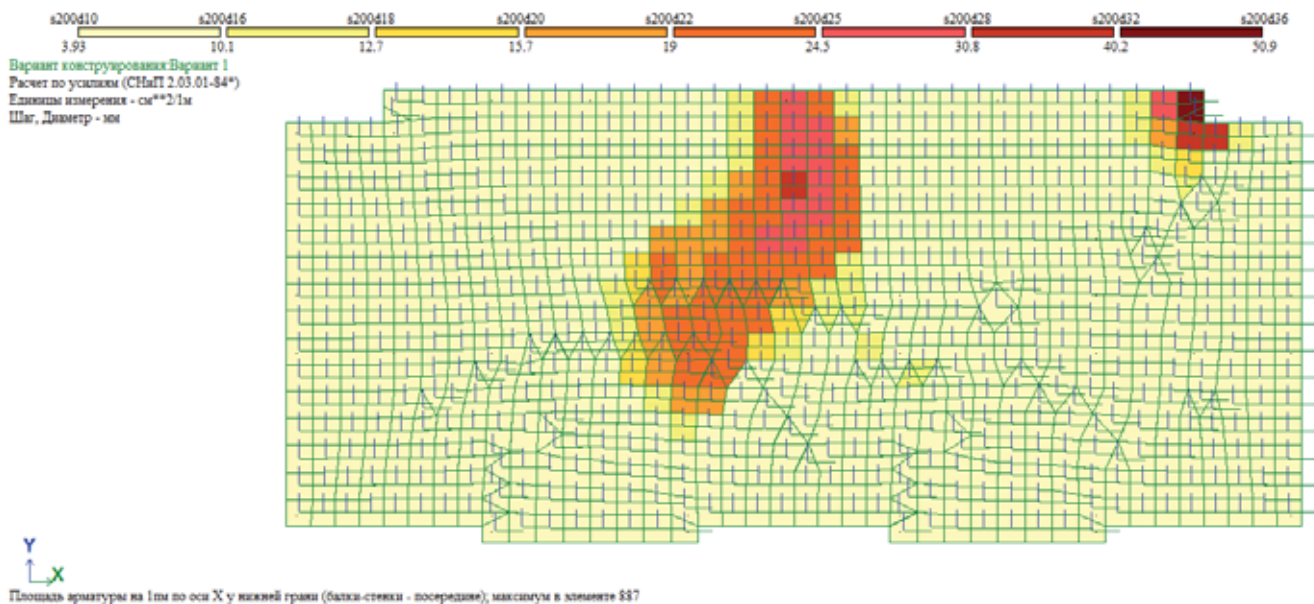 s200d10 s200d16 s200d18 s200d20 s200d22 s200d25 s200d28 s200d32 s200d36
3.93 10.1 12.7 15.7 19 24.5 30.8 40.2 50.9
Вариант конструирования:Вариант 1
Расчет по усилиям (СНиП 2.03.01-84*)
Единицы измерения - см**2/1м
Шаг, Диаметр - мм
Y
X
Площадь арматуры на 1пм по оси X у нижней грани (балки-стенки - посередине); максимум в элементе 887